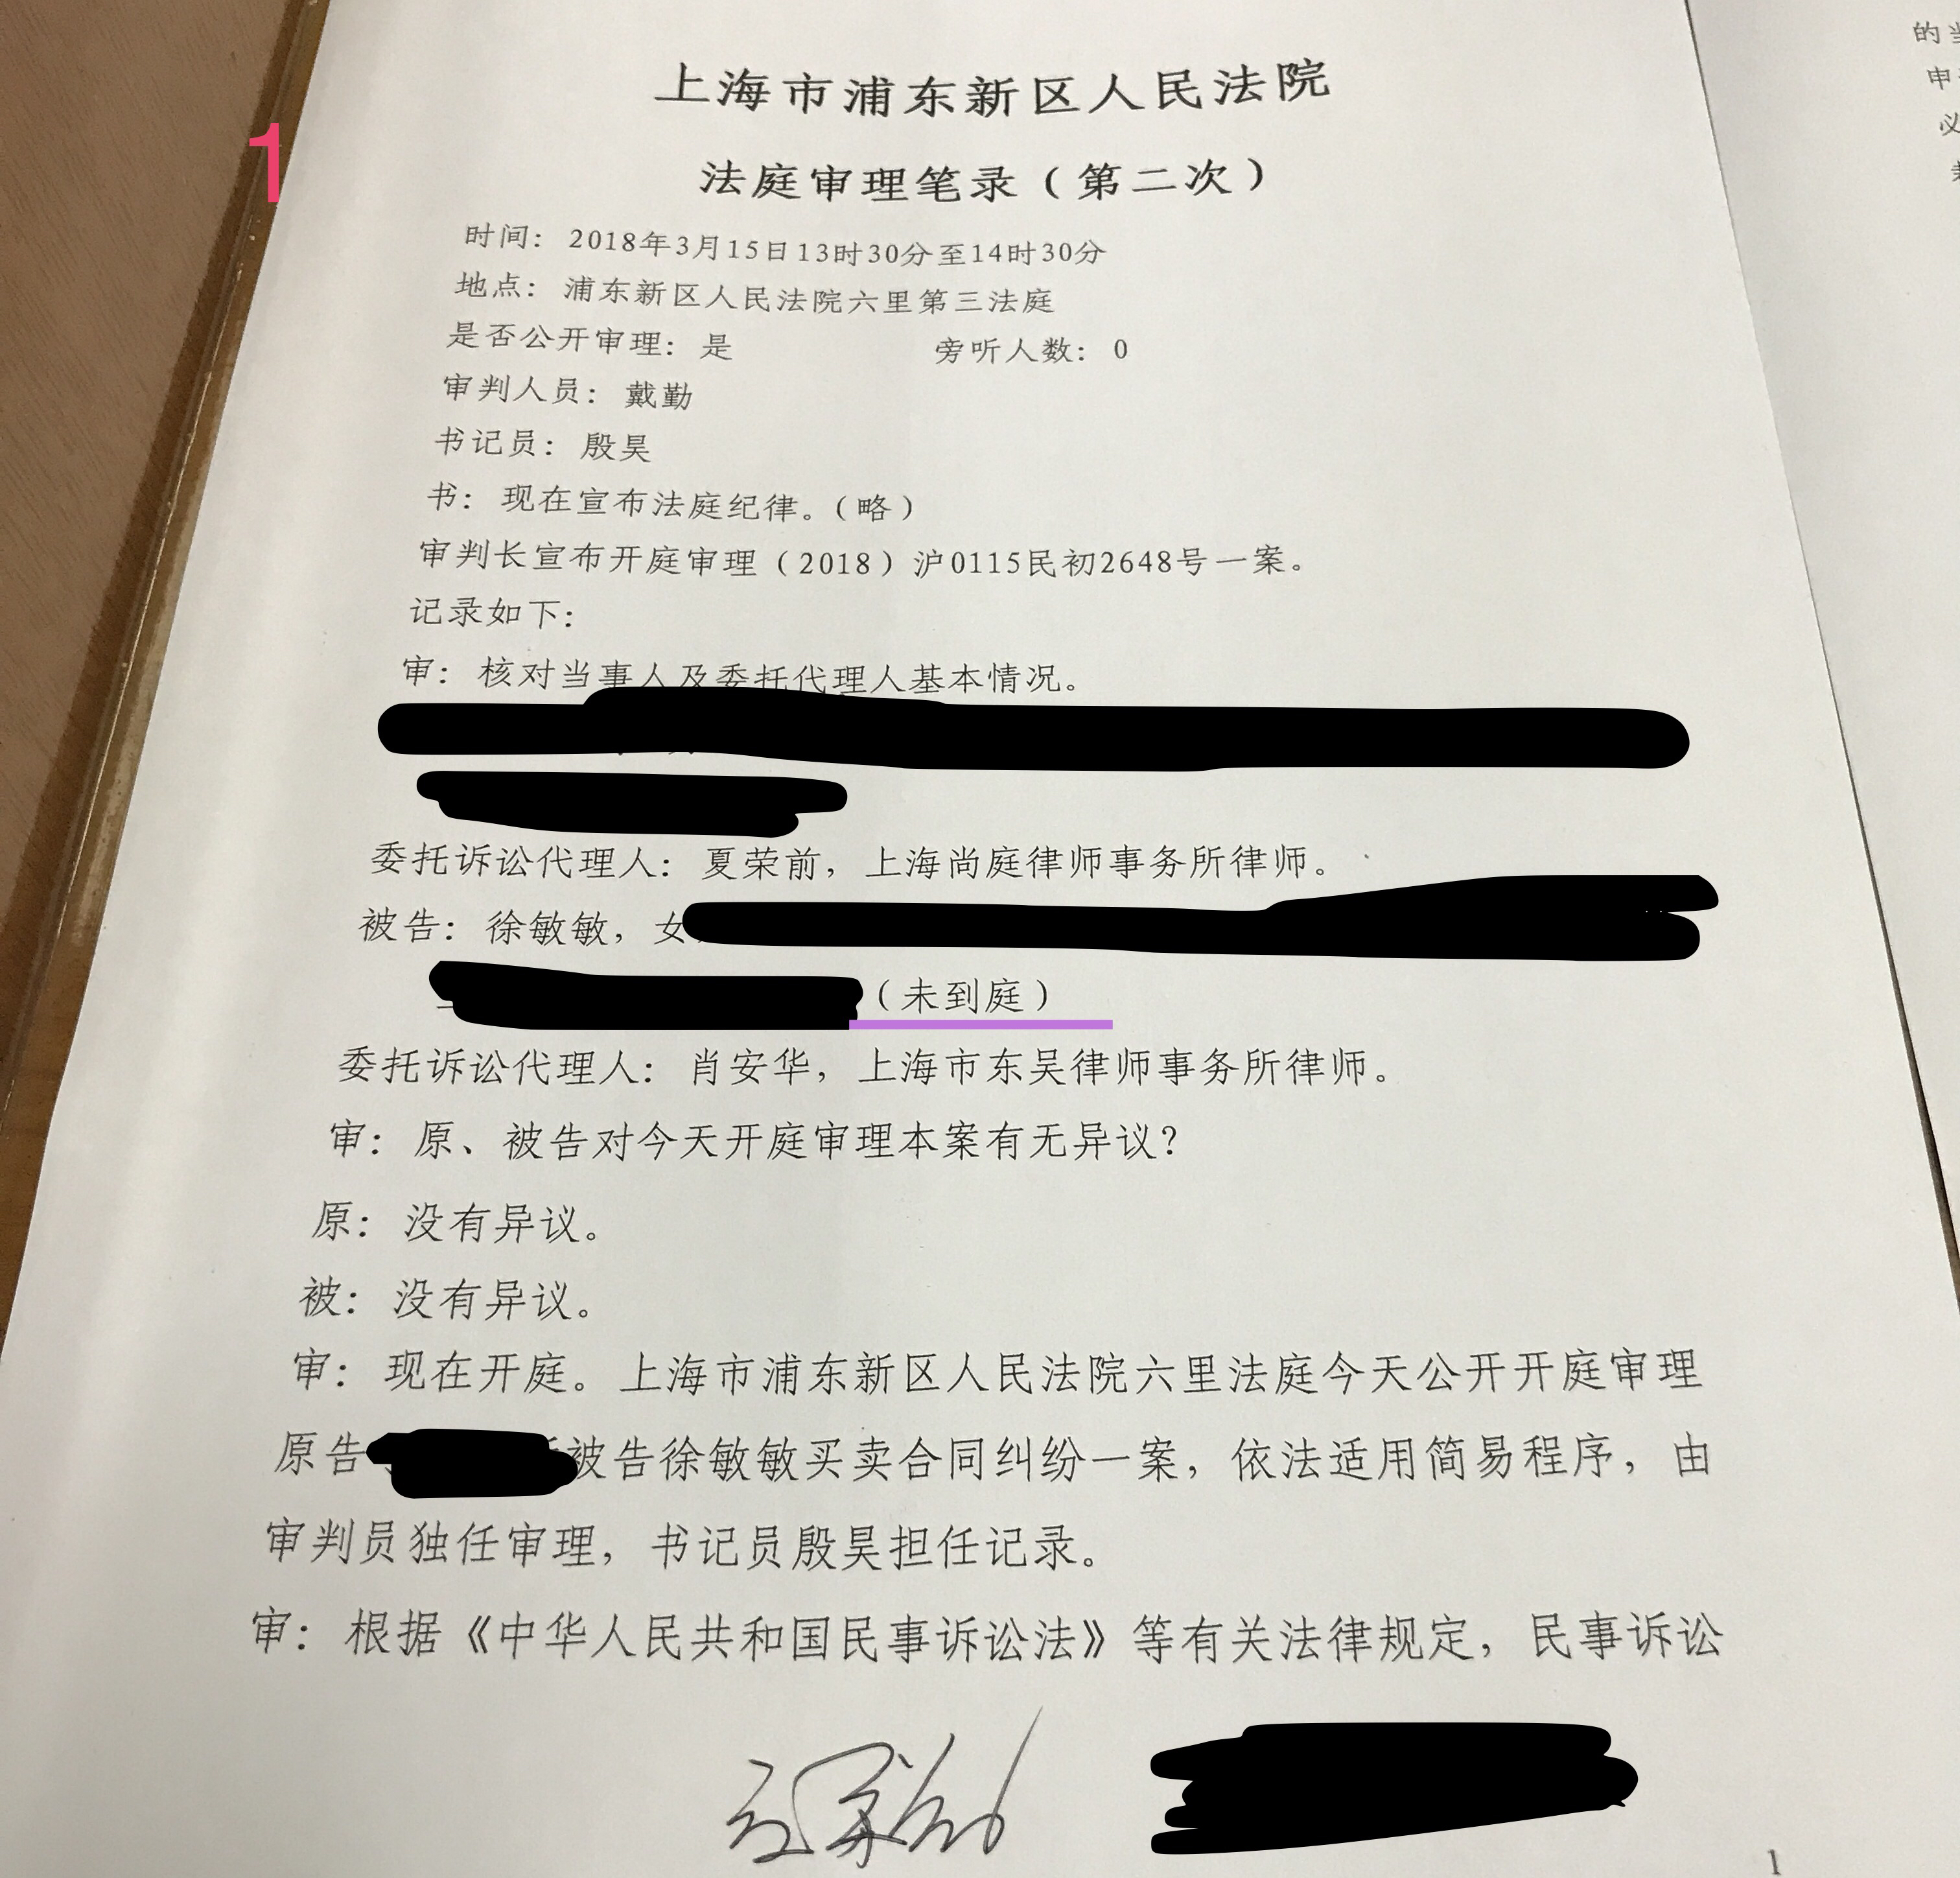 1
上海市浦东新区人民法院
法庭审理笔录（第二次）
时间：2018年3月15日13时30分至14时30分
地点：浦东新区人民法院六里第三法庭
是否公开审理：是 旁听人数：0
审判人员：戴勤
书记员：殷昊
书：现在宣布法庭纪律。（略）
审判长宣布开庭审理（2018）沪0115民初2648号一案。
记录如下：
审：核对当事人及委托代理人基本情况。
委托诉讼代理人：夏荣前，上海尚庭律师事务所律师。
被告：徐敏敏，女
（未到庭）
委托诉讼代理人：肖安华，上海市东吴律师事务所律师。
审：原、被告对今天开庭审理本案有无异议？
原：没有异议。
被：没有异议。
审：现在开庭。上海市浦东新区人民法院六里法庭今天公开开庭审理
原告 被告徐敏敏买卖合同纠纷一案，依法适用简易程序，由
审判员独任审理，书记员殷昊担任记录。
审：根据《中华人民共和国民事诉讼法》等有关法律规定，民事诉讼
夏荣前
1
的
申
必